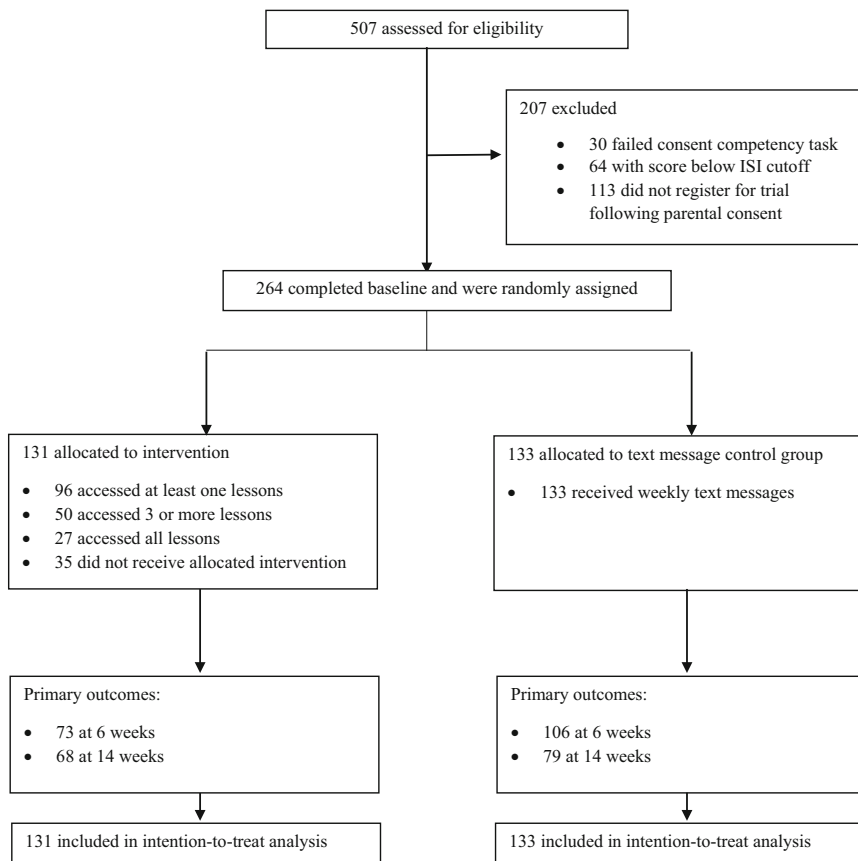 507 assessed for eligibility
207 excluded
• 30 failed consent competency task
• 64 with score below ISI cutoff
• 113 did not register for trial
following parental consent
264 completed baseline and were randomly assigned
131 allocated to intervention
• 96 accessed at least one lessons
• 50 accessed 3 or more lessons
• 27 accessed all lessons
• 35 did not receive allocated intervention
133 allocated to text message control group
• 133 received weekly text messages
Primary outcomes:
• 73 at 6 weeks
• 68 at 14 weeks
Primary outcomes:
• 106 at 6 weeks
• 79 at 14 weeks
131 included in intention-to-treat analysis
133 included in intention-to-treat analysis